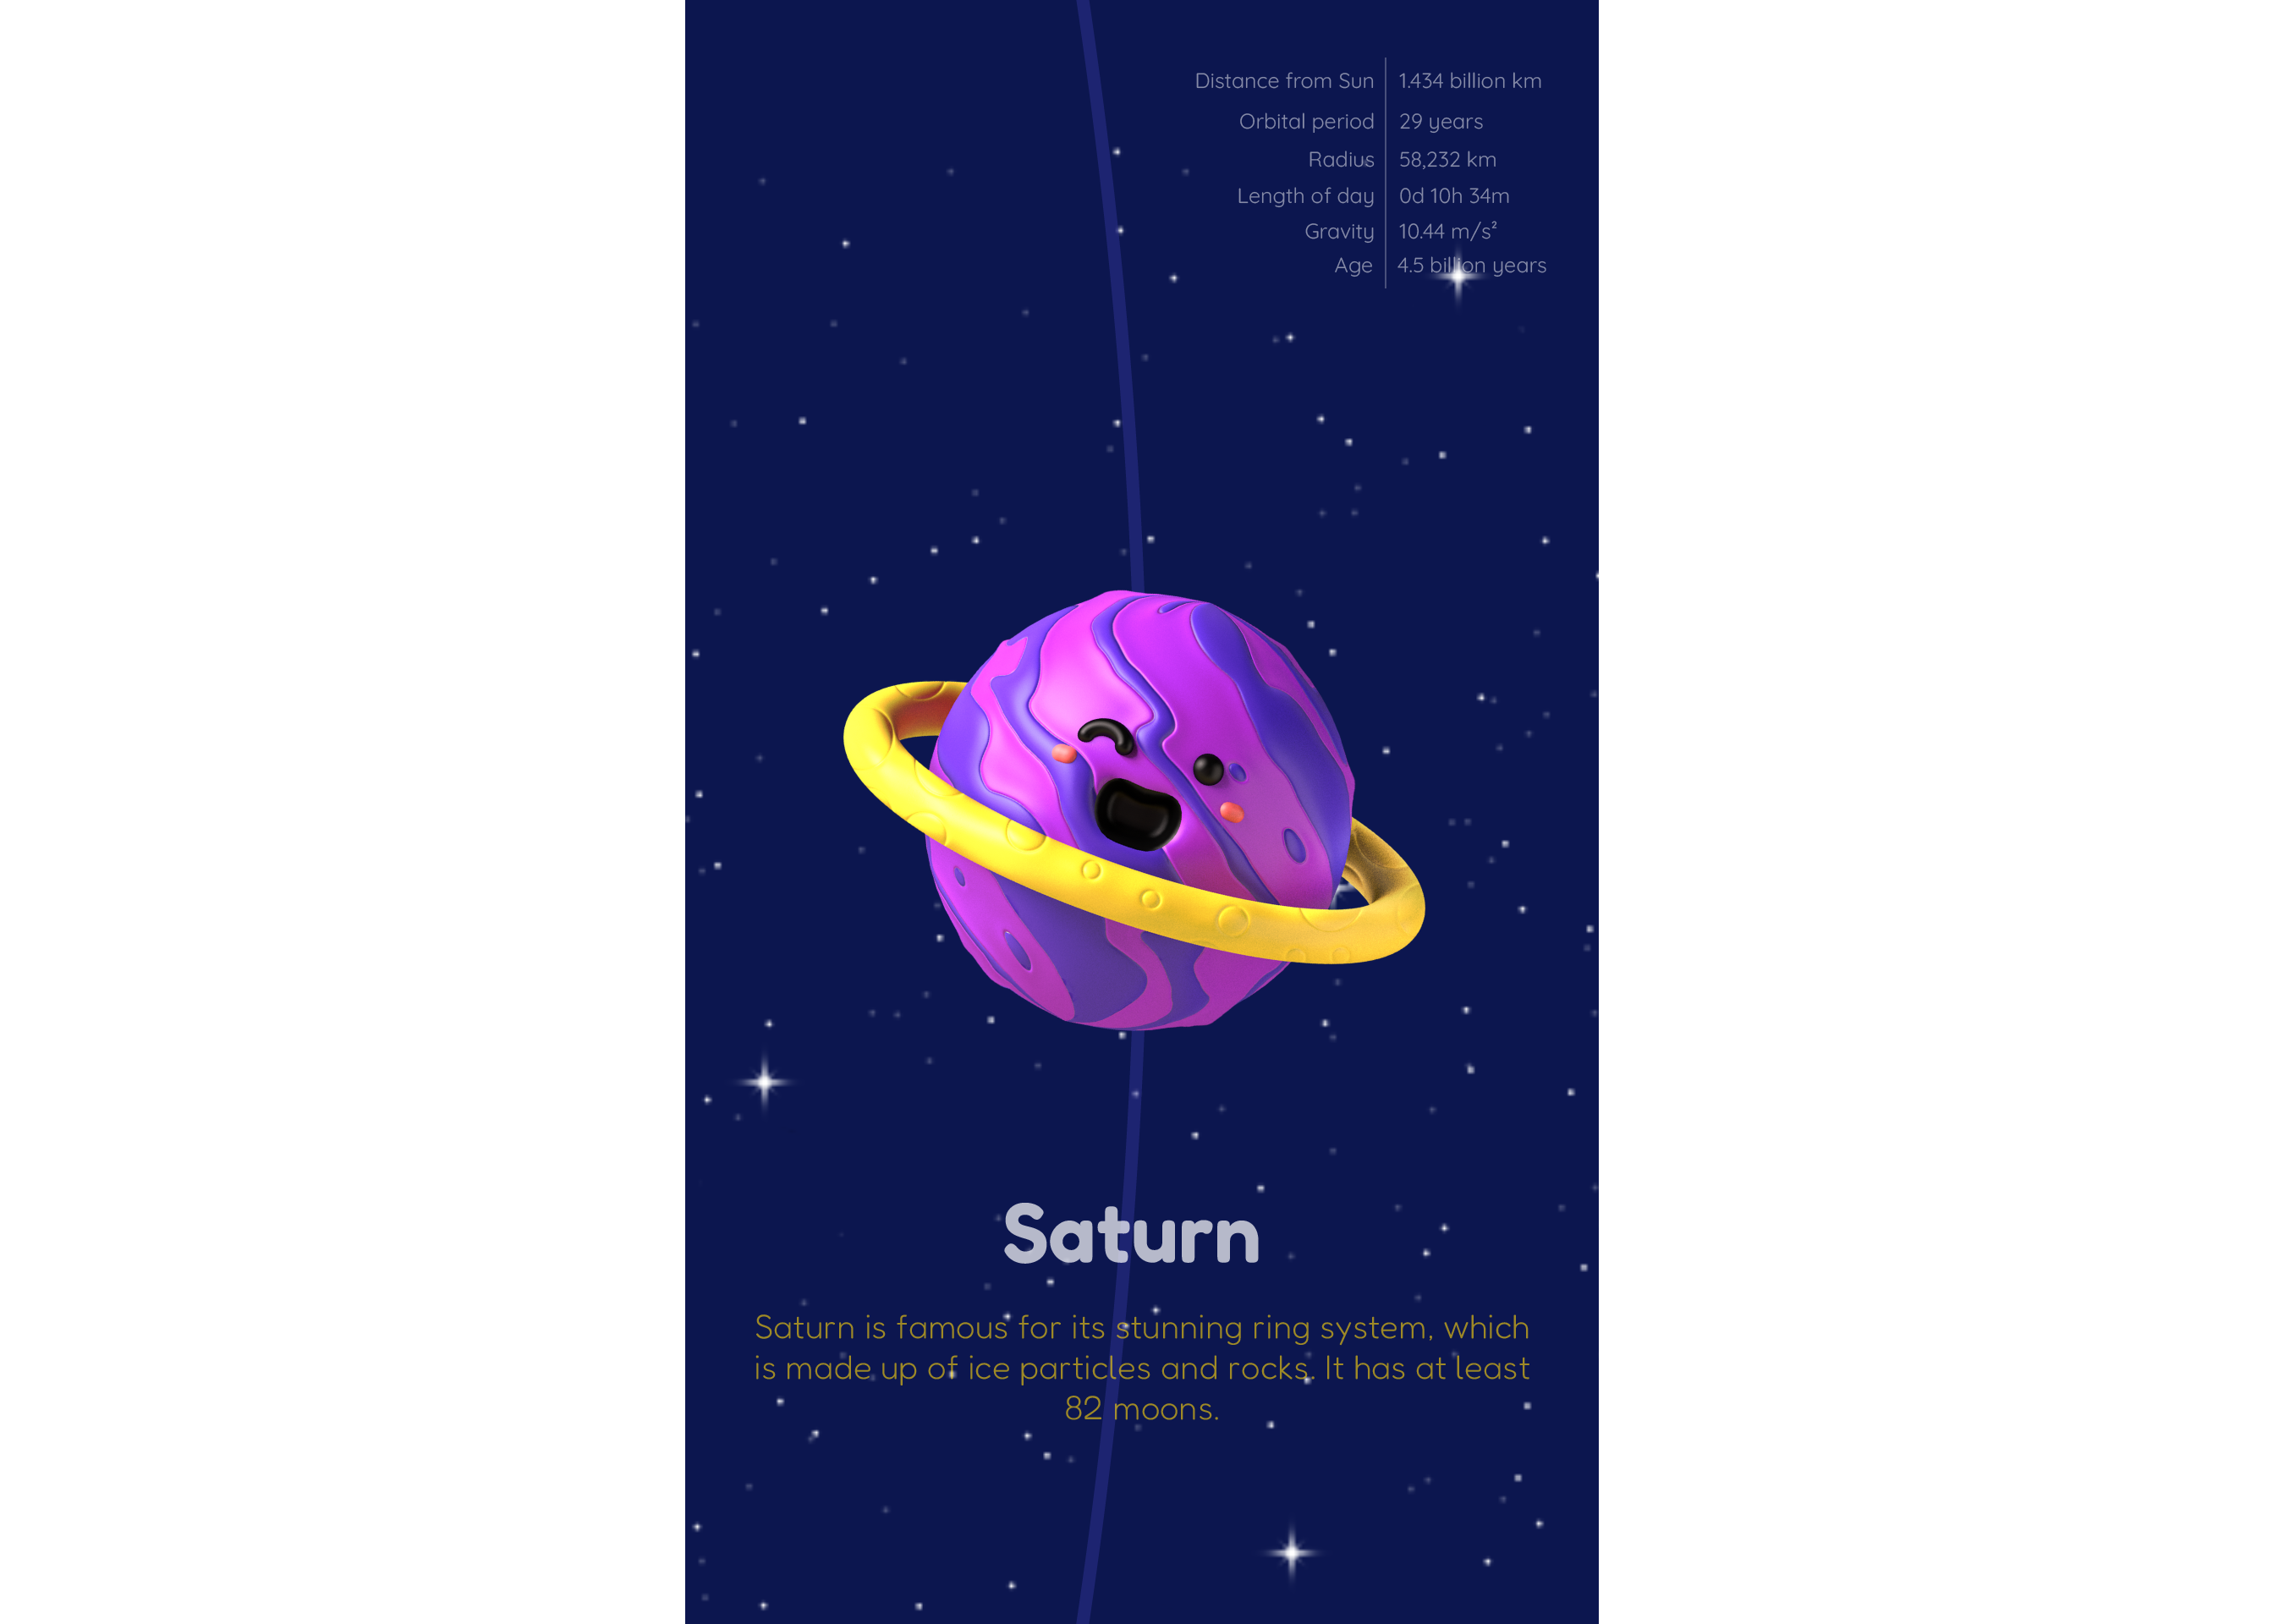 Distance from Sun 1.434 billion km
Orbital period 29 years
Radius 58,232 km
Length of day 0d 10h 34m
Gravity 10.44 m/s²
Age 4.5 billion years
Saturn
Saturn is famous for its stunning ring system, which
is made up of ice particles and rocks. It has at least
82 moons.